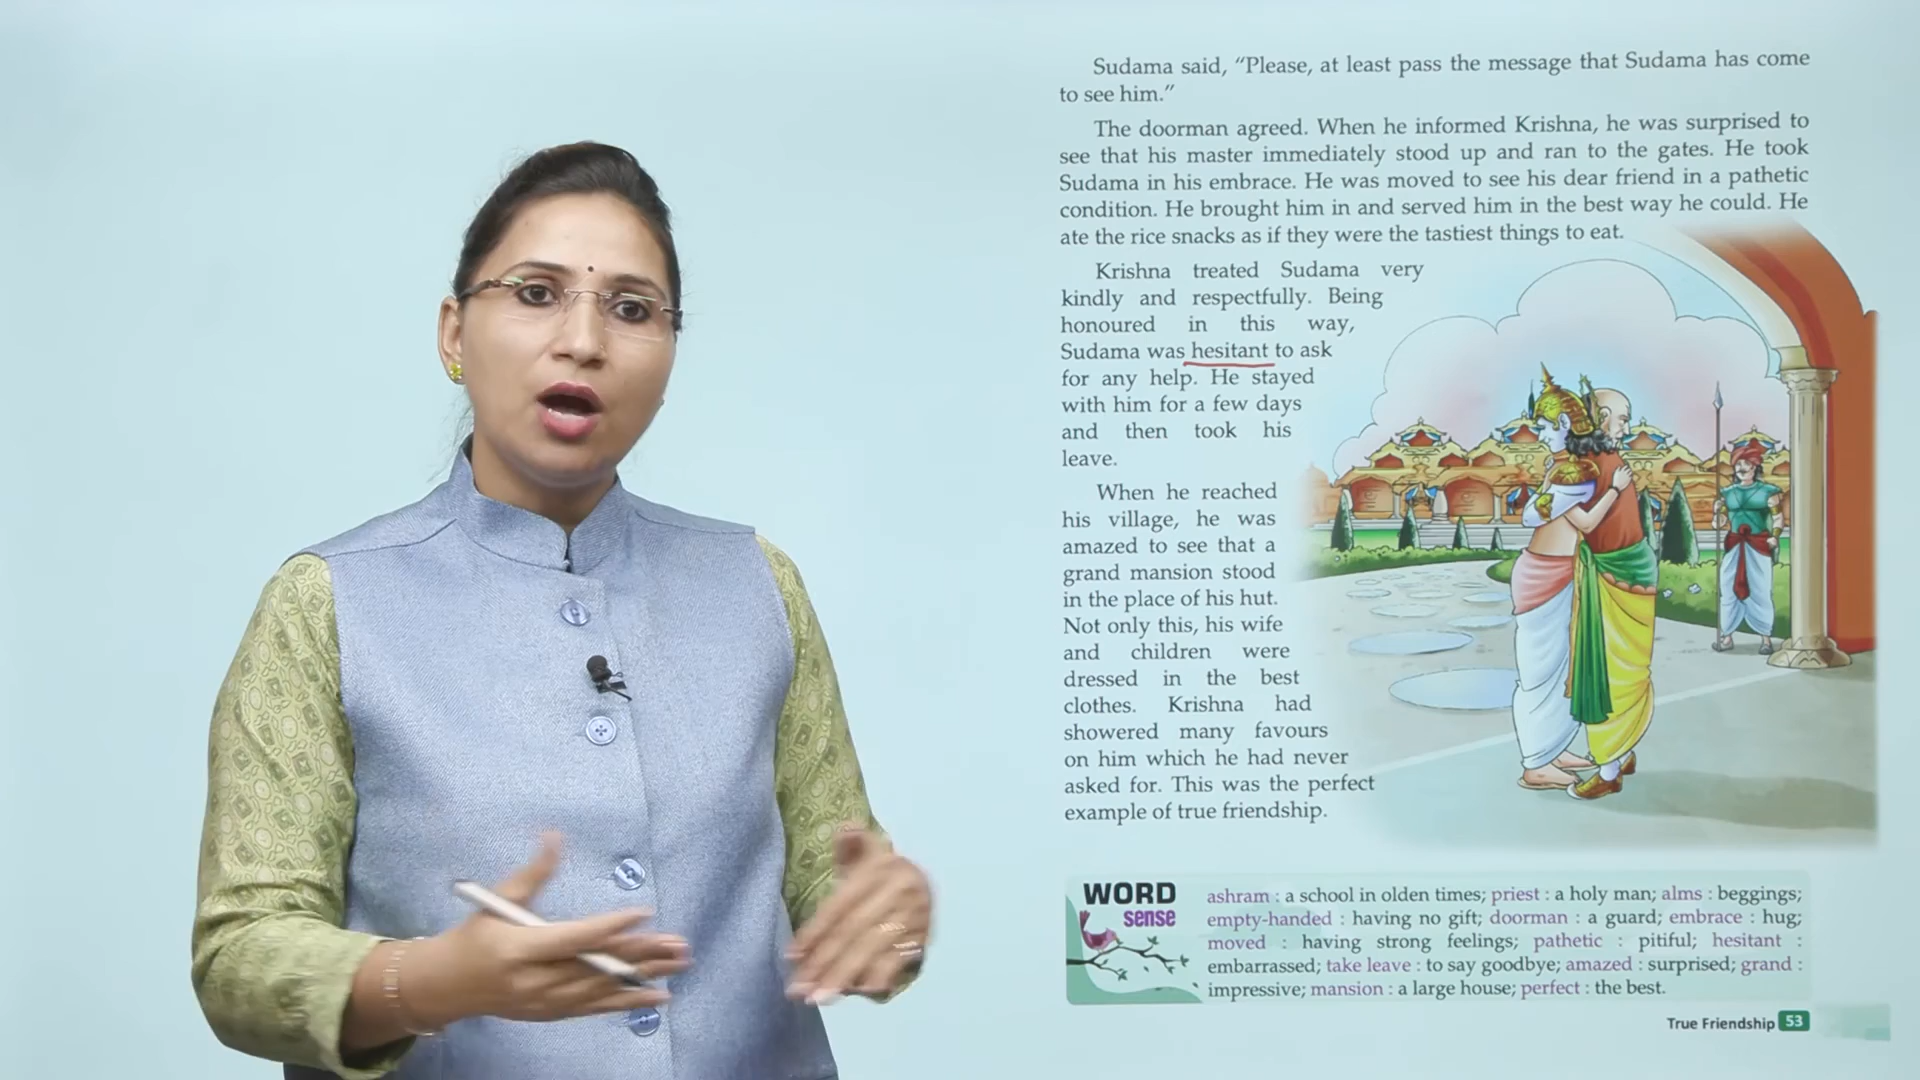 Sudama said, “Please, at least pass the message that Sudama has come
to see him.”
The doorman agreed. When he informed Krishna, he was surprised to
see that his master immediately stood up and ran to the gates. He took
Sudama in his embrace. He was moved to see his dear friend in a pathetic
condition. He brought him in and served him in the best way he could. He
ate the rice snacks as if they were the tastiest things to eat.
Krishna treated Sudama very
kindly and respectfully. Being
honoured in this way,
Sudama was hesitant to ask
for any help. He stayed
with him for a few days
and then took his
leave.
When he reached
his village, he was
amazed to see that a
grand mansion stood
in the place of his hut.
Not only this, his wife
and children were
dressed in the best
clothes. Krishna had
showered many favours
on him which he had never
asked for. This was the perfect
example of true friendship.
WORD
sense
ashram : a school in olden times; priest : a holy man; alms : beggings;
empty-handed : having no gift; doorman : a guard; embrace : hug;
moved : having strong feelings; pathetic : pitiful; hesitant :
embarrassed; take leave : to say goodbye; amazed : surprised; grand :
impressive; mansion : a large house; perfect : the best.
True Friendship 53